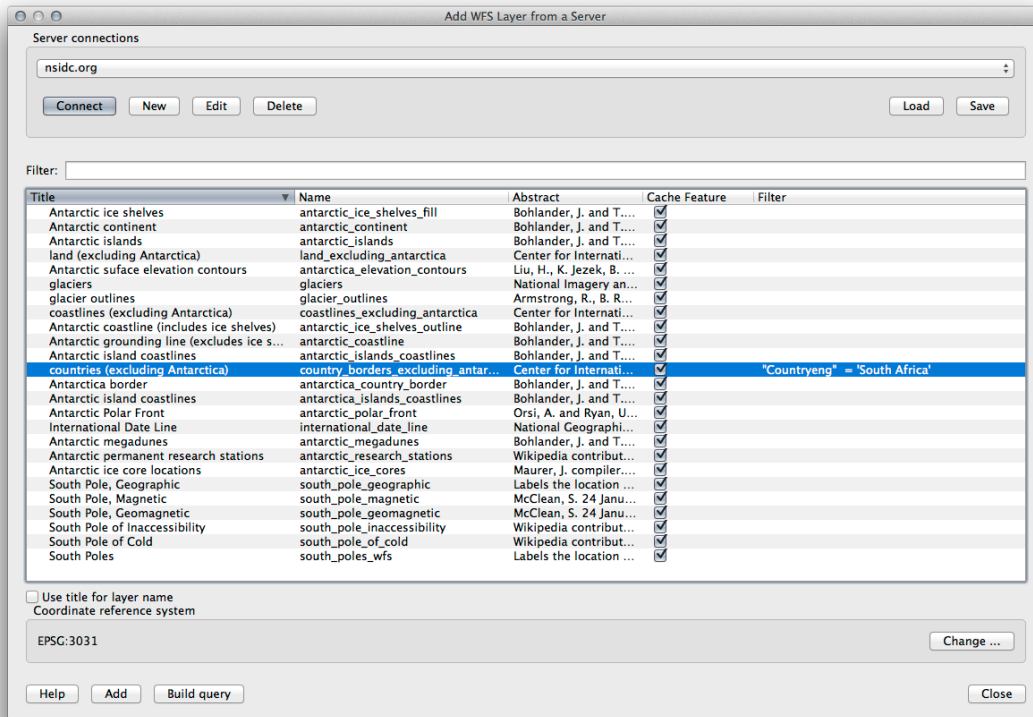 Add WFS Layer from a Server
Server connections
nsidc.org
Connect New Edit Delete Load Save
Filter:
Title Name Abstract Cache Feature Filter
Antarctic ice shelves antarctic_ice_shelves_fill Bohlander, J. and T....
Antarctic continent antarctic_continent Bohlander, J. and T....
Antarctic islands antarctic_islands Bohlander, J. and T....
land (excluding Antarctica) land_excluding_antarctica Center for Internati...
Antarctic suface elevation contours antarctica_elevation_contours Liu, H., K. Jezek, B. ...
glaciers glaciers National Imagery an...
glacier outlines glacier_outlines Armstrong, R., B. R...
coastlines (excluding Antarctica) coastlines_excluding_antarctica Center for Internati...
Antarctic coastline (includes ice shelves) antarctic_ice_shelves_outline Bohlander, J. and T....
Antarctic grounding line (excludes ice s... antarctic_coastline Bohlander, J. and T....
Antarctic island coastlines antarctic_islands_coastlines Bohlander, J. and T....
countries (excluding Antarctica) country_borders_excluding_antar... Center for Internati... "Countryeng" = 'South Africa'
Antarctica border antarctica_country_border Bohlander, J. and T....
Antarctic island coastlines antarctica_islands_coastlines Bohlander, J. and T....
Antarctic Polar Front antarctic_polar_front Orsi, A. and Ryan, U...
International Date Line international_date_line National Geographi...
Antarctic megadunes antarctic_megadunes Bohlander, J. and T....
Antarctic permanent research stations antarctic_research_stations Wikipedia contribut...
Antarctic ice core locations antarctic_ice_cores Maurer, J. compiler....
South Pole, Geographic south_pole_geographic Labels the location ...
South Pole, Magnetic south_pole_magnetic McClean, S. 24 Janu...
South Pole, Geomagnetic south_pole_geomagnetic McClean, S. 24 Janu...
South Pole of Inaccessibility south_pole_inaccessibility Wikipedia contribut...
South Pole of Cold south_pole_of_cold Wikipedia contribut...
South Poles south_poles_wfs Labels the location ...
Use title for layer name
Coordinate reference system
EPSG:3031 Change ...
Help Add Build query Close